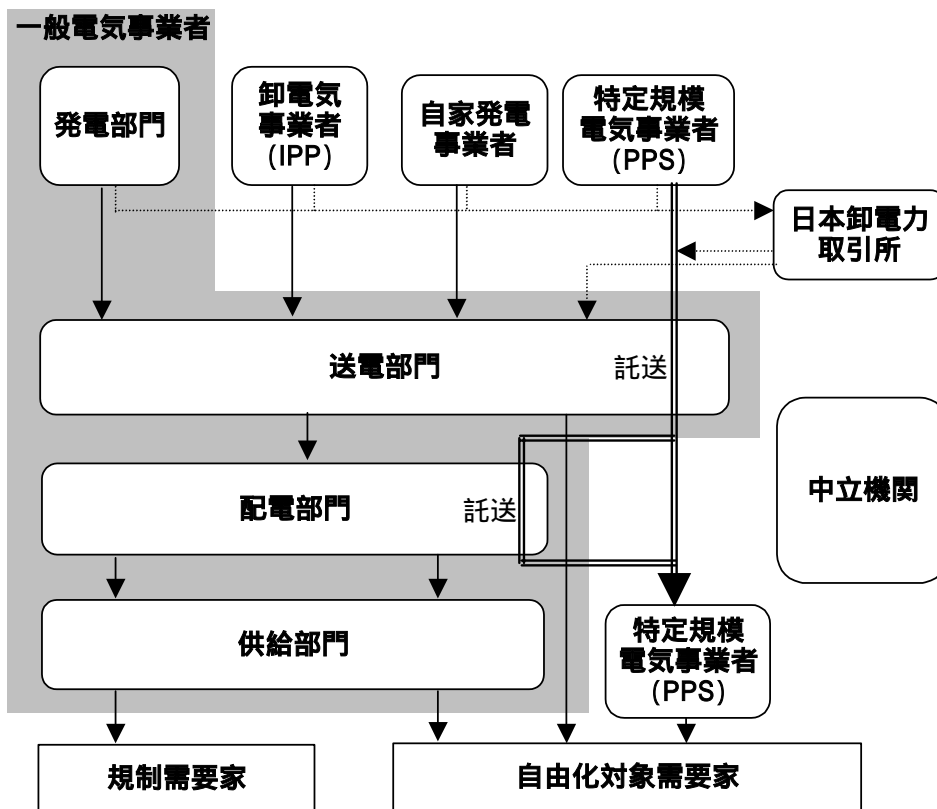 一般電気事業者
発電部門
卸電気
事業者
(IPP)
自家発電
事業者
特定規模
電気事業者
(PPS)
日本卸電力
取引所
送電部門
託送
中立機関
配電部門
託送
供給部門
特定規模
電気事業者
(PPS)
規制需要家
自由化対象需要家